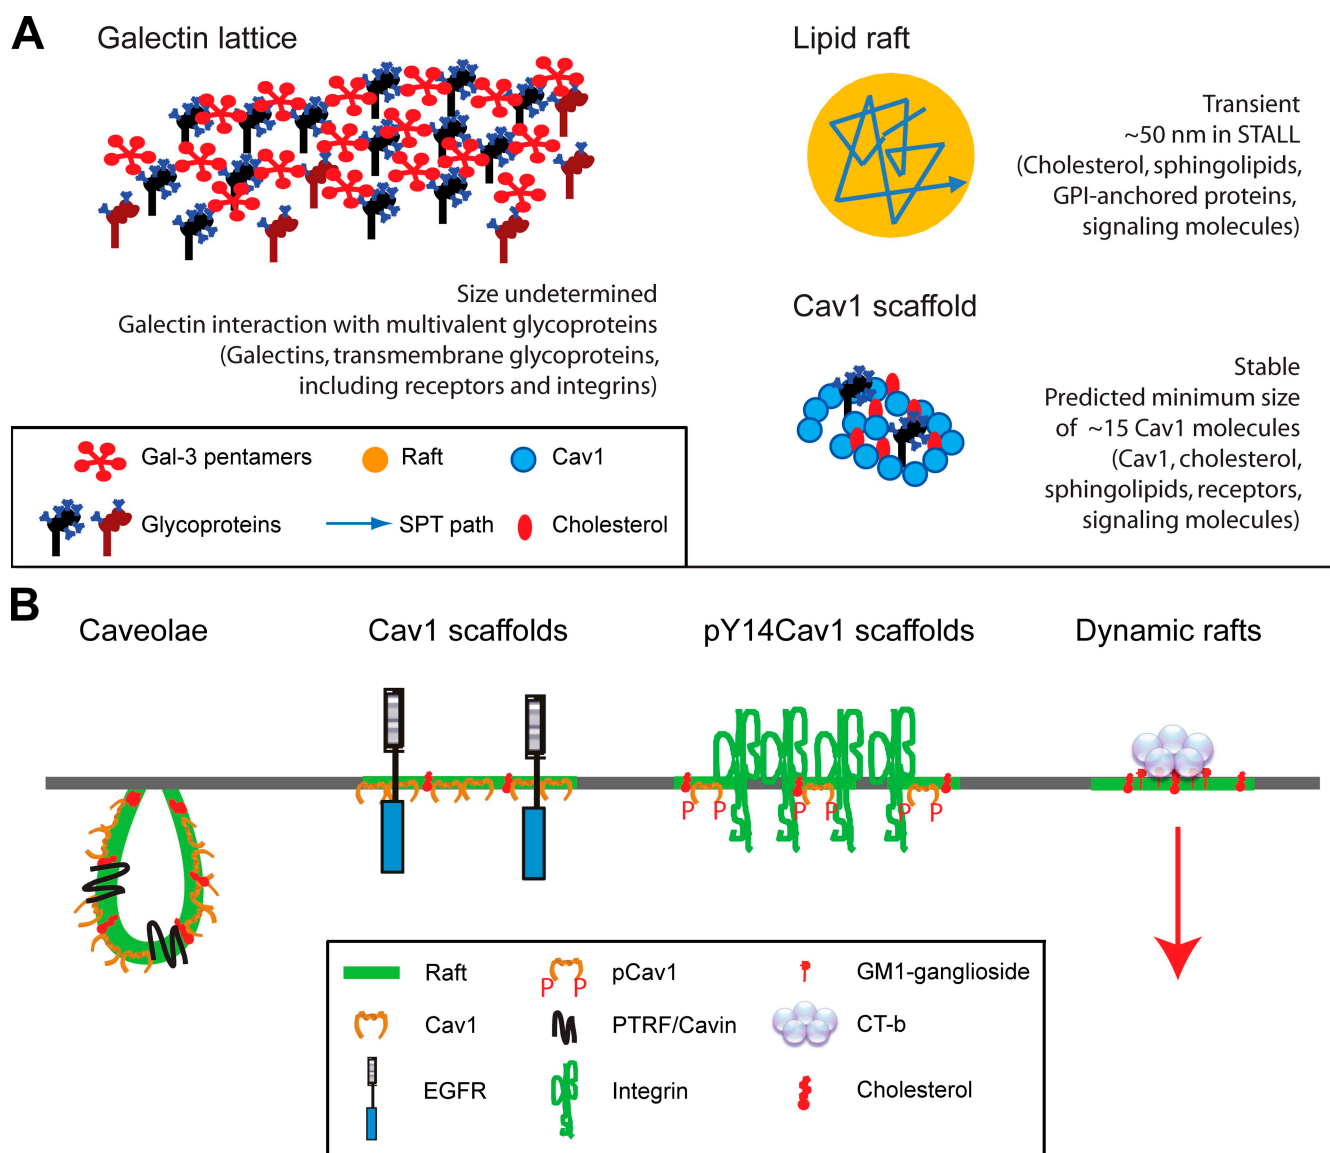 A
Galectin lattice
Size undetermined
Galectin interaction with multivalent glycoproteins
(Galectins, transmembrane glycoproteins,
including receptors and integrins)
Lipid raft
Transient
~50 nm in STALL
(Cholesterol, sphingolipids,
GPI-anchored proteins,
signaling molecules)
Cav1 scaffold
Stable
Predicted minimum size
of ~15 Cav1 molecules
(Cav1, cholesterol,
sphingolipids, receptors,
signaling molecules)
Gal-3 pentamers
Raft
Cav1
Glycoproteins
SPT path
Cholesterol
B
Caveolae
Cav1 scaffolds
pY14Cav1 scaffolds
Dynamic rafts
P P P P P P
Raft
pCav1
P P
GM1-ganglioside
Cav1
PTRF/Cavin
CT-b
EGFR
Integrin
Cholesterol